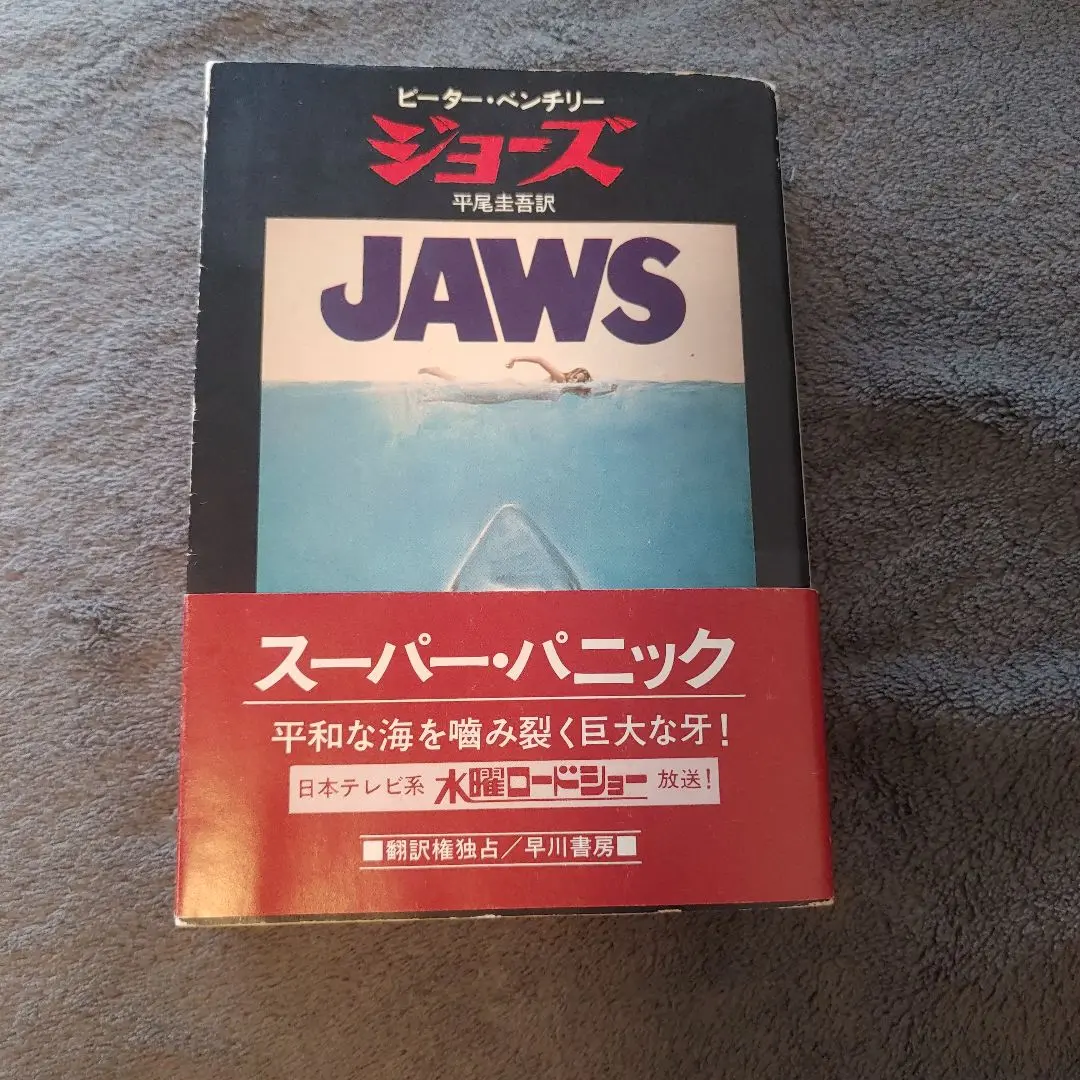 ピーター・ベンチリー
ジョーズ
平尾圭吾訳
JAWS
スーパー・パニック
平和な海を嚙み裂く巨大な牙!
日本テレビ系 水曜ロードショー 放送!
■翻訳権独占/早川書房■